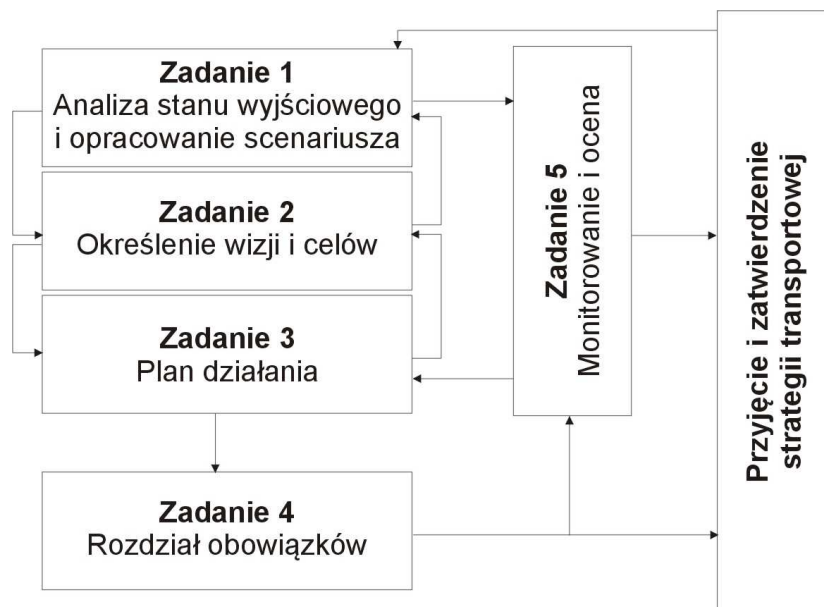 Zadanie 1
Analiza stanu wyjściowego
i opracowanie scenariusza
Zadanie 2
Określenie wizji i celów
Zadanie 3
Plan działania
Zadanie 4
Rozdział obowiązków
Zadanie 5
Monitorowanie i ocena
Przyjęcie i zatwierdzenie
strategii transportowej